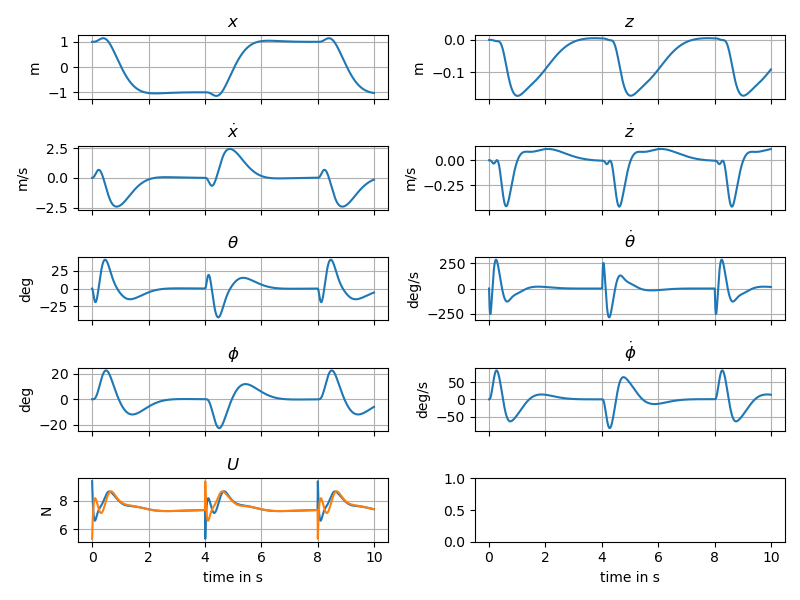 x
z
1
0
−1
m
0.0
−0.1
m
ẋ
ż
2.5
0.0
−2.5
m/s
0.00
−0.25
m/s
θ
θ̇
25
0
−25
deg
250
0
−250
deg/s
ϕ
ϕ̇
20
0
−20
deg
50
0
−50
deg/s
U
8
6
N
1.0
0.5
0.0
0 2 4 6 8 10
0 2 4 6 8 10
time in s
time in s